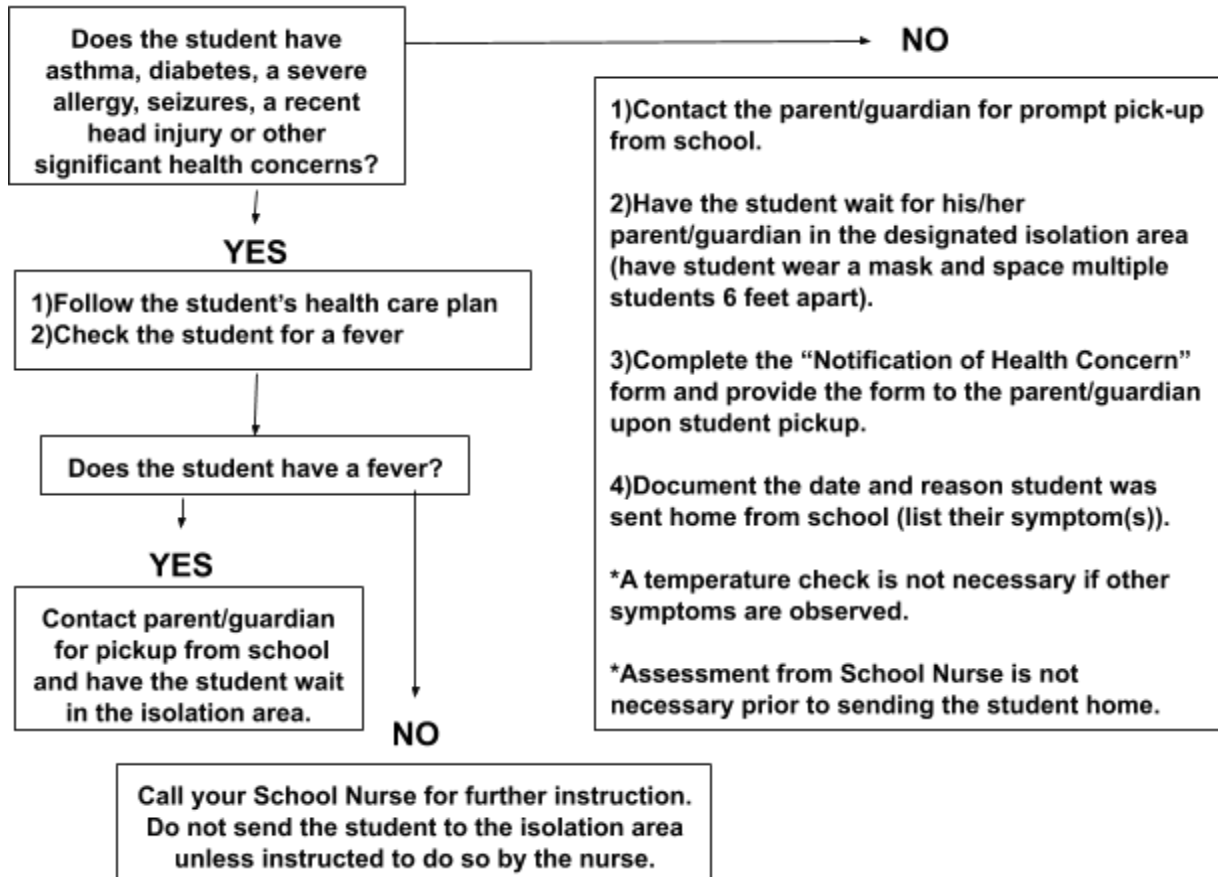 Does the student have
asthma, diabetes, a severe
allergy, seizures, a recent
head injury or other
significant health concerns?
NO
1)Contact the parent/guardian for prompt pick-up
from school.
2)Have the student wait for his/her
parent/guardian in the designated isolation area
(have student wear a mask and space multiple
students 6 feet apart).
3)Complete the “Notification of Health Concern”
form and provide the form to the parent/guardian
upon student pickup.
4)Document the date and reason student was
sent home from school (list their symptom(s)).
*A temperature check is not necessary if other
symptoms are observed.
*Assessment from School Nurse is not
necessary prior to sending the student home.
YES
1)Follow the student’s health care plan
2)Check the student for a fever
Does the student have a fever?
YES
Contact parent/guardian
for pickup from school
and have the student wait
in the isolation area.
NO
Call your School Nurse for further instruction.
Do not send the student to the isolation area
unless instructed to do so by the nurse.